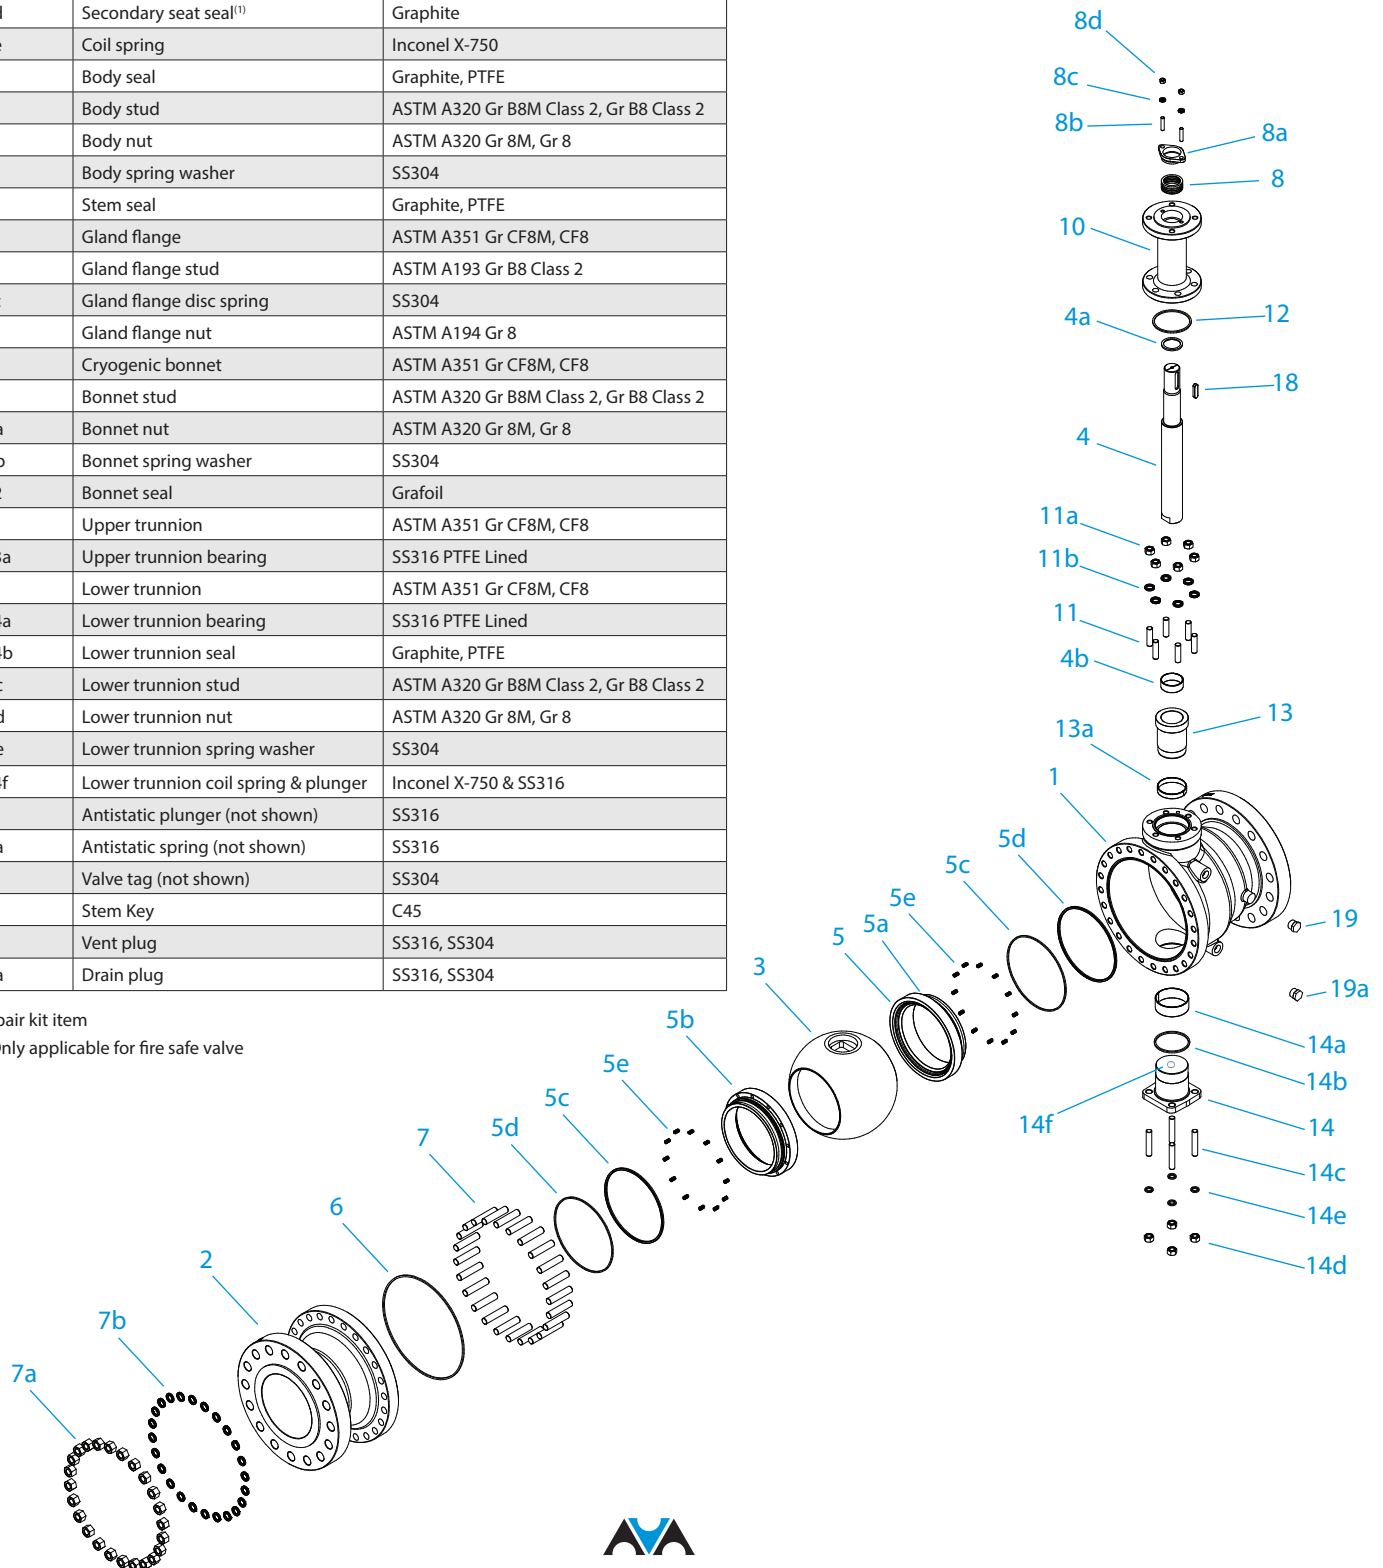 d Secondary seat seal(1) Graphite
e Coil spring Inconel X-750
Body seal Graphite, PTFE
Body stud ASTM A320 Gr B8M Class 2, Gr B8 Class 2
Body nut ASTM A320 Gr 8M, Gr 8
Body spring washer SS304
Stem seal Graphite, PTFE
Gland flange ASTM A351 Gr CF8M, CF8
Gland flange stud ASTM A193 Gr B8 Class 2
Gland flange disc spring SS304
Gland flange nut ASTM A194 Gr 8
Cryogenic bonnet ASTM A351 Gr CF8M, CF8
Bonnet stud ASTM A320 Gr B8M Class 2, Gr B8 Class 2
a Bonnet nut ASTM A320 Gr 8M, Gr 8
b Bonnet spring washer SS304
2 Bonnet seal Grafoil
Upper trunnion ASTM A351 Gr CF8M, CF8
3a Upper trunnion bearing SS316 PTFE Lined
Lower trunnion ASTM A351 Gr CF8M, CF8
4a Lower trunnion bearing SS316 PTFE Lined
4b Lower trunnion seal Graphite, PTFE
c Lower trunnion stud ASTM A320 Gr B8M Class 2, Gr B8 Class 2
d Lower trunnion nut ASTM A320 Gr 8M, Gr 8
e Lower trunnion spring washer SS304
4f Lower trunnion coil spring & plunger Inconel X-750 & SS316
Antistatic plunger (not shown) SS316
a Antistatic spring (not shown) SS316
Valve tag (not shown) SS304
Stem Key C45
Vent plug SS316, SS304
a Drain plug SS316, SS304
pair kit item
Only applicable for fire safe valve
8d
8c
8b
8a
8
10
12
4a
18
4
11a
11b
11
4b
13
13a
1
5d
5c
5e
5a
5
3
19
19a
5b
5e
5c
5d
7
6
2
7b
7a
14a
14b
14f
14
14c
14e
14d